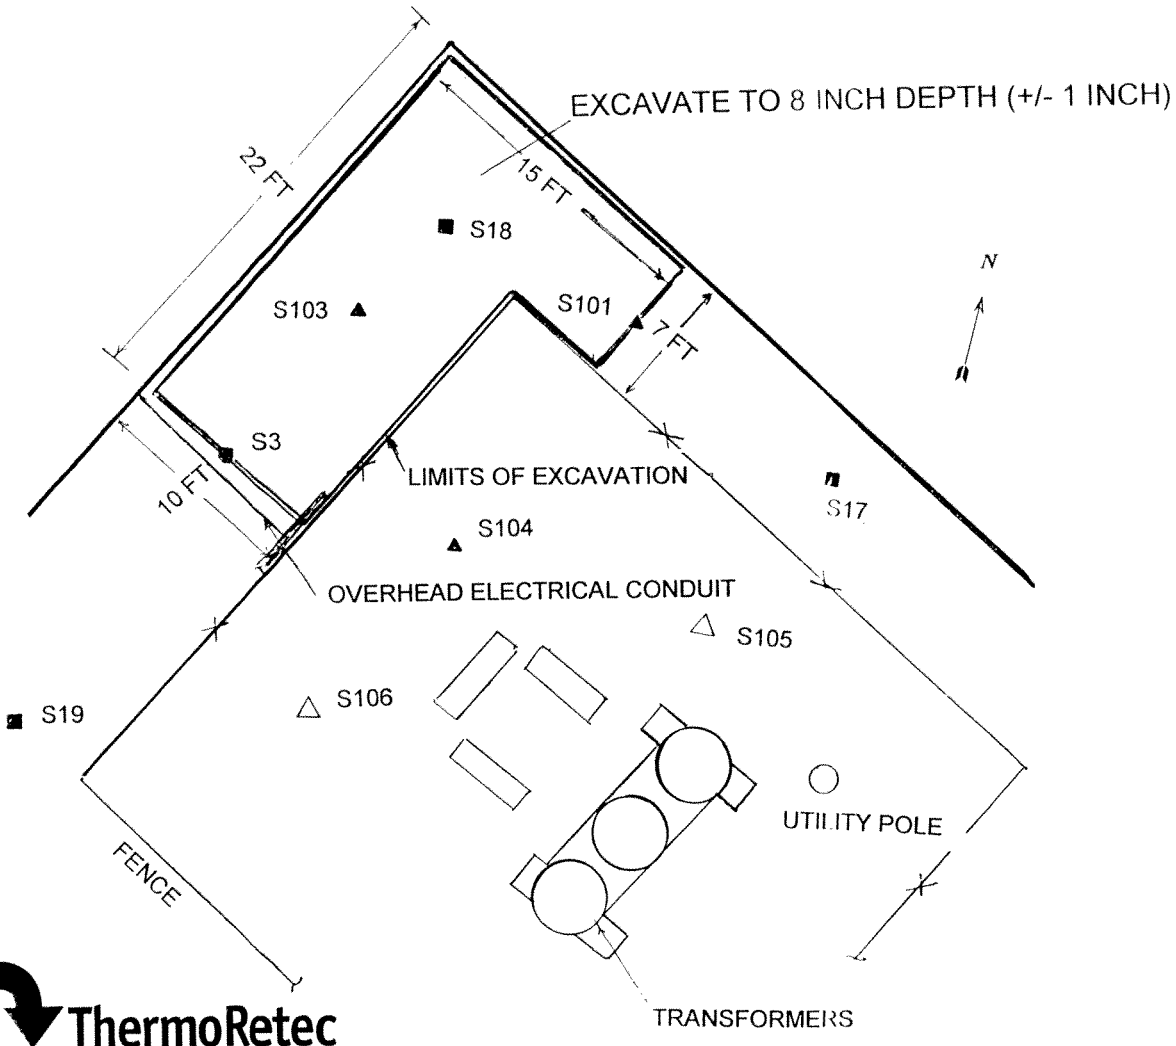 EXCAVATE TO 8 INCH DEPTH (+/- 1 INCH)
22 FT
15 FT
S18
N
S103
S101
7 FT
S3
10 FT
LIMITS OF EXCAVATION
S17
S104
OVERHEAD ELECTRICAL CONDUIT
S105
S106
S19
UTILITY POLE
FENCE
TRANSFORMERS
ThermoRetec